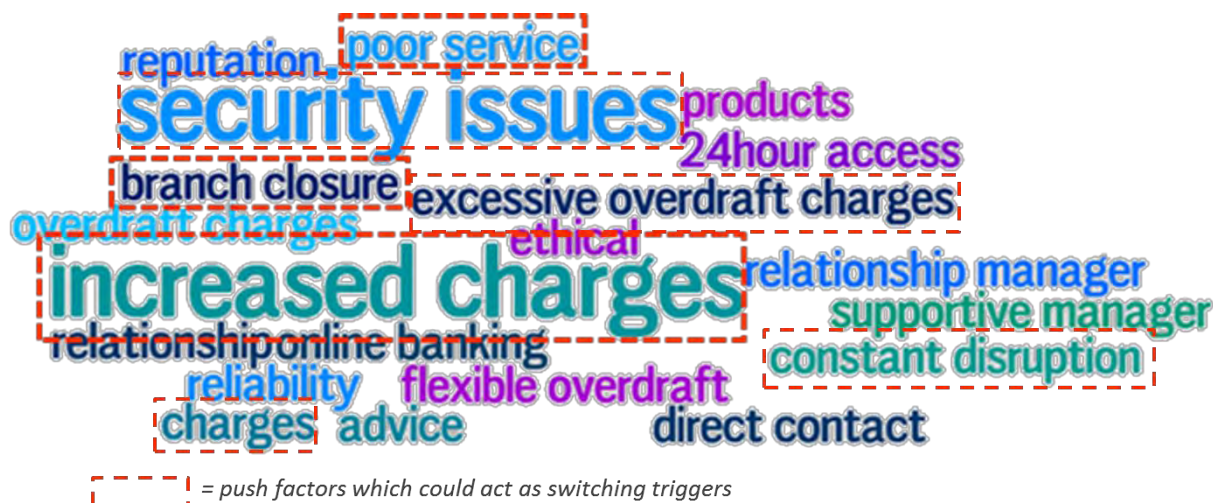 poor service
reputation
security issues
products
24hour access
branch closure
excessive overdraft charges
overdraft charges
ethical
increased charges
relationship manager
supportive manager
relationship online banking
constant disruption
reliability flexible overdraft
charges advice direct contact
= push factors which could act as switching triggers